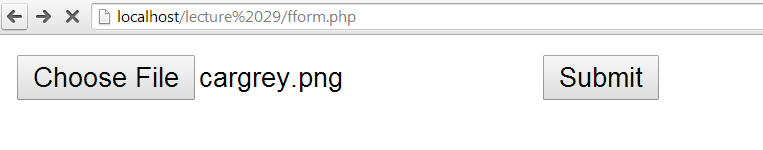 localhost/lecture%2029/fform.php
Choose File cargrey.png Submit